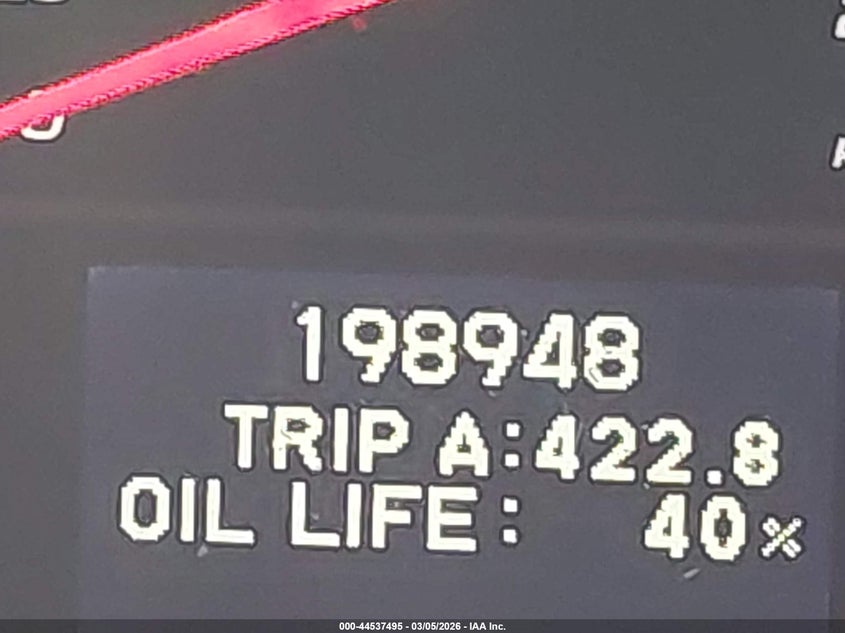 198948
TRIP A:422.8
OIL LIFE: 40%
000-44537495 - 03/05/2026 - IAA Inc.